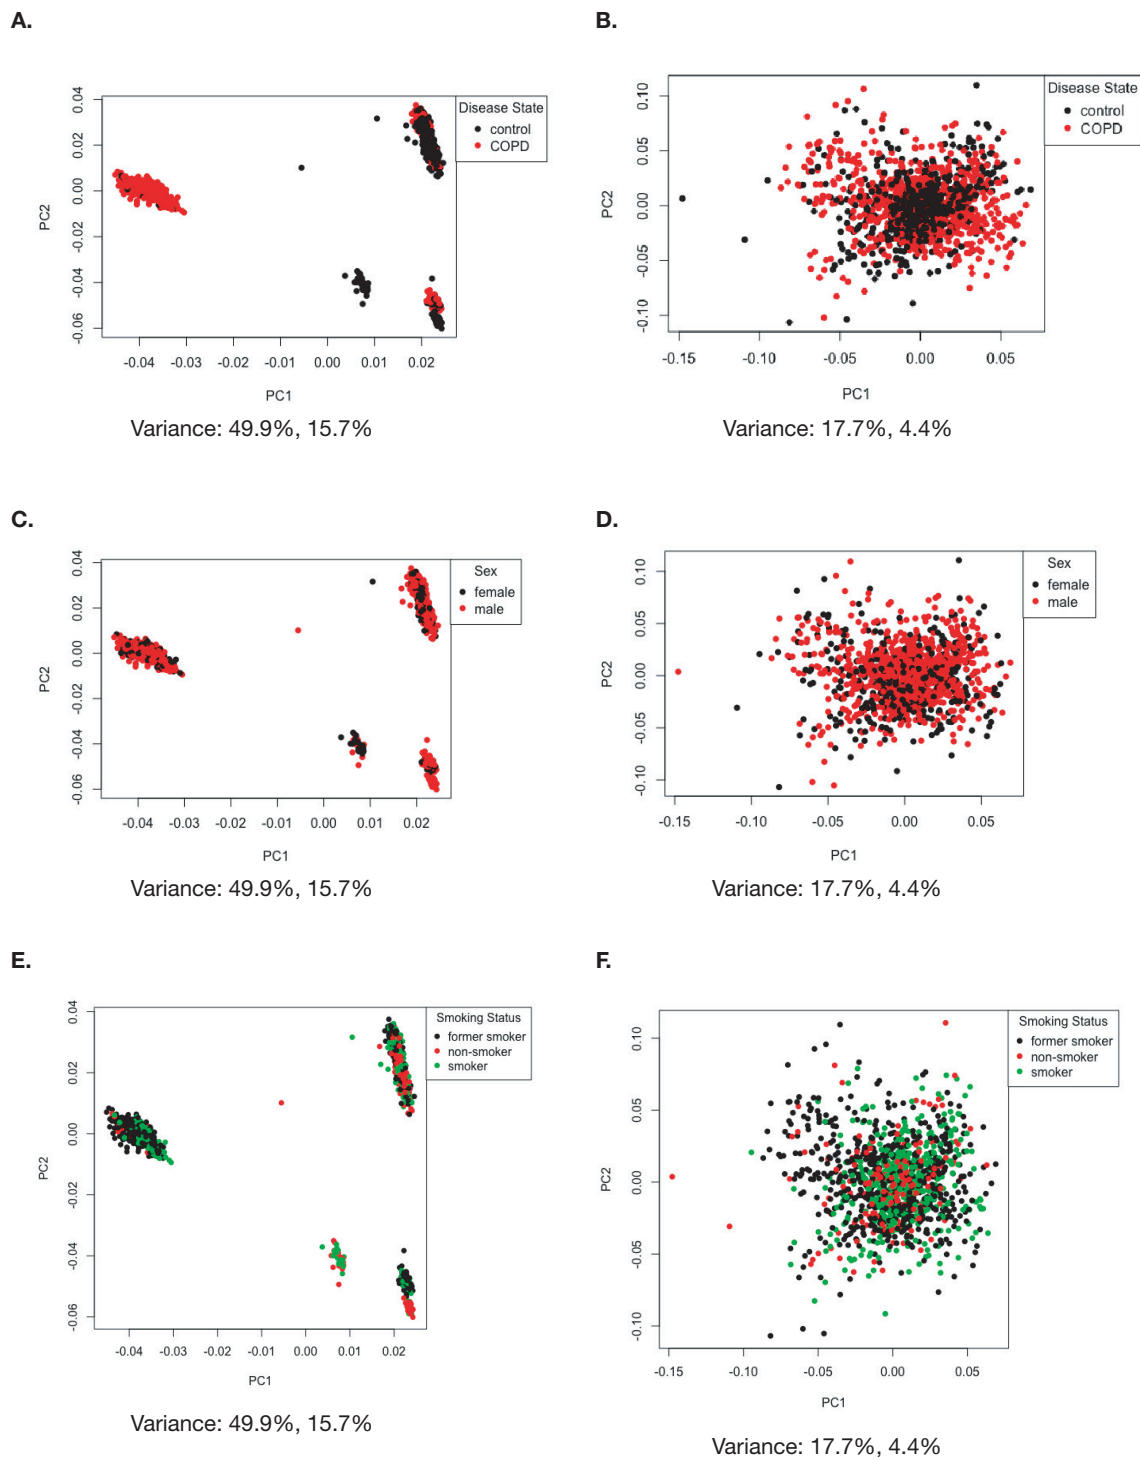 A.
B.
Disease State
control
COPD
0.04
0.02
0.00
-0.02
-0.04
-0.06
PC2
-0.04 -0.03 -0.02 -0.01 0.00 0.01 0.02
PC1
Variance: 49.9%, 15.7%
Disease State
control
COPD
0.10
0.05
0.00
-0.05
-0.10
PC2
-0.15 -0.10 -0.05 0.00 0.05
PC1
Variance: 17.7%, 4.4%
C.
D.
Sex
female
male
0.04
0.02
0.00
-0.02
-0.04
-0.06
PC2
-0.04 -0.03 -0.02 -0.01 0.00 0.01 0.02
PC1
Variance: 49.9%, 15.7%
Sex
female
male
0.10
0.05
0.00
-0.05
-0.10
PC2
-0.15 -0.10 -0.05 0.00 0.05
PC1
Variance: 17.7%, 4.4%
E.
F.
Smoking Status
former smoker
non-smoker
smoker
0.04
0.02
0.00
-0.02
-0.04
-0.06
PC2
-0.04 -0.03 -0.02 -0.01 0.00 0.01 0.02
PC1
Variance: 49.9%, 15.7%
Smoking Status
former smoker
non-smoker
smoker
0.10
0.05
0.00
-0.05
-0.10
PC2
-0.15 -0.10 -0.05 0.00 0.05
PC1
Variance: 17.7%, 4.4%